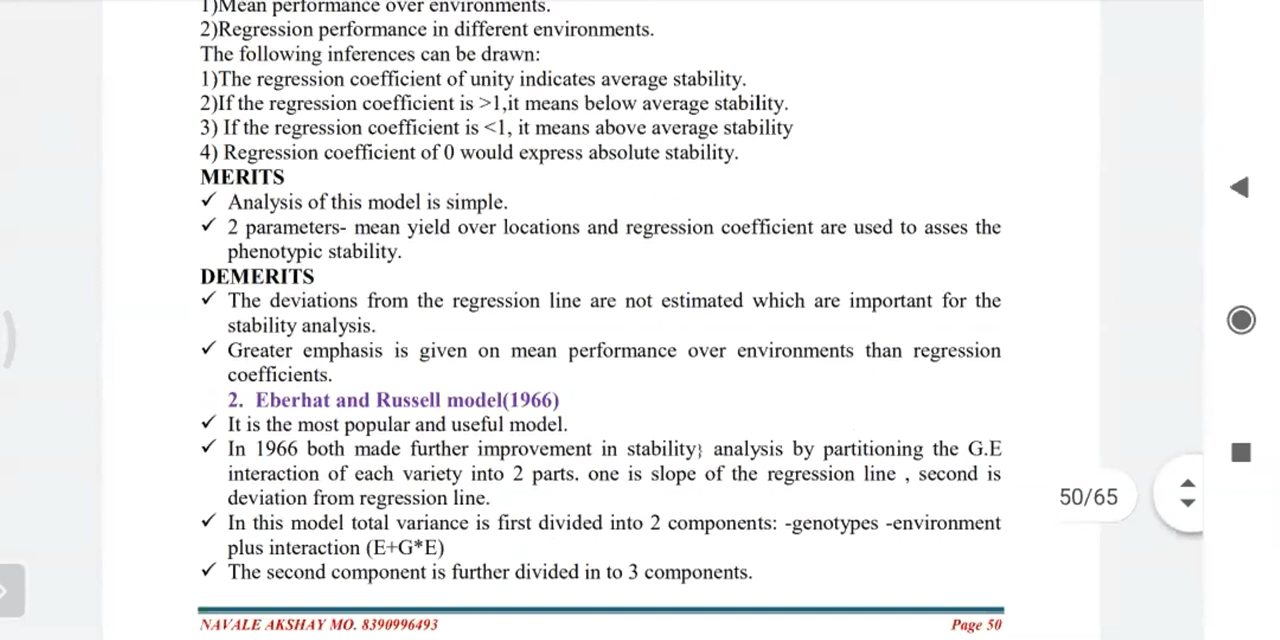 1)Mean performance over environments.
2)Regression performance in different environments.
The following inferences can be drawn:
1)The regression coefficient of unity indicates average stability.
2)If the regression coefficient is >1,it means below average stability.
3) If the regression coefficient is <1, it means above average stability
4) Regression coefficient of 0 would express absolute stability.
MERITS
✓ Analysis of this model is simple.
✓ 2 parameters- mean yield over locations and regression coefficient are used to asses the
phenotypic stability.
DEMERITS
✓ The deviations from the regression line are not estimated which are important for the
stability analysis.
✓ Greater emphasis is given on mean performance over environments than regression
coefficients.
2. Eberhat and Russell model(1966)
✓ It is the most popular and useful model.
✓ In 1966 both made further improvement in stability} analysis by partitioning the G.E
interaction of each variety into 2 parts. one is slope of the regression line , second is
deviation from regression line.
50/65
✓ In this model total variance is first divided into 2 components: -genotypes -environment
plus interaction (E+G*E)
✓ The second component is further divided in to 3 components.
NAVALE AKSHAY MO. 8390996493
Page 50